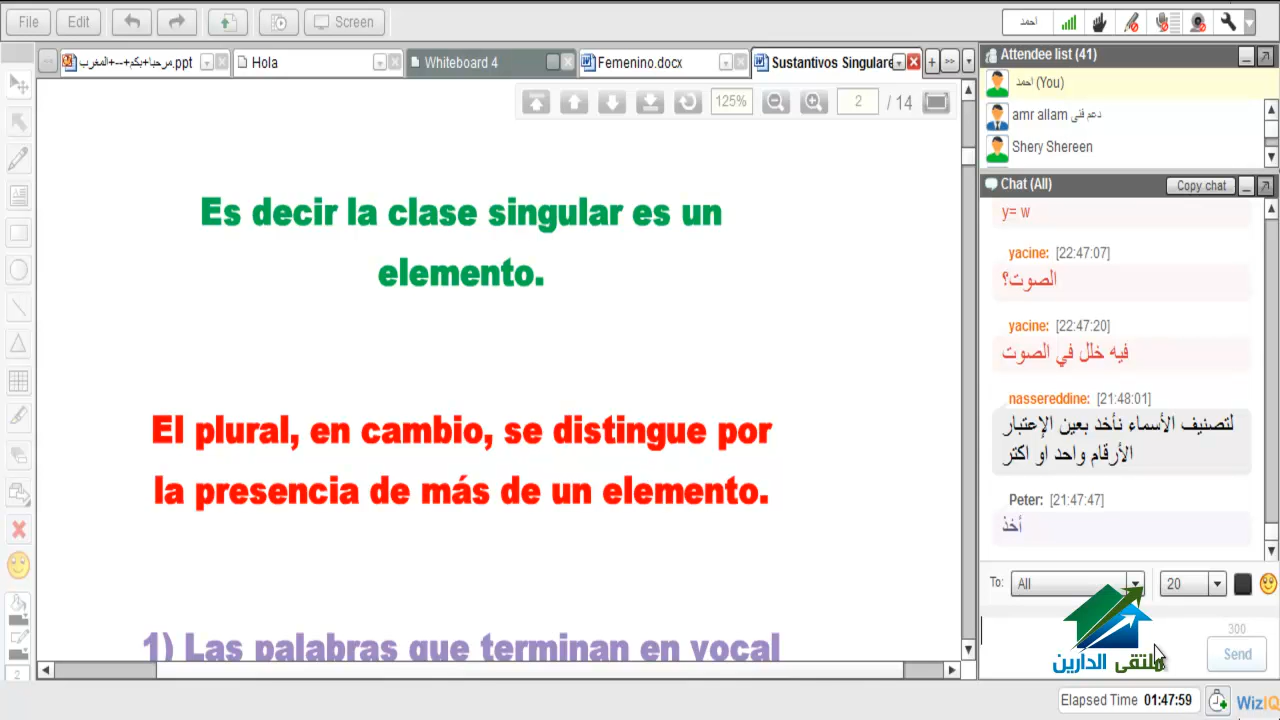 File
Edit
Screen
احمد
مرحبا+بكم+--+المغرب.ppt
Hola
Whiteboard 4
Femenino.docx
Sustantivos Singulare
125%
2
/ 14
Es decir la clase singular es un
elemento.
El plural, en cambio, se distingue por
la presencia de más de un elemento.
1) Las palabras que terminan en vocal
Attendee list (41)
احمد (You)
amr allam دعم فنى
Shery Shereen
Chat (All)
Copy chat
y= w
yacine: [22:47:07]
الصوت؟
yacine: [22:47:20]
فيه خلل في الصوت
nassereddine: [21:48:01]
لتصنيف الأسماء نأخد بعين الإعتبار
الأرقام واحد او اكتر
Peter: [21:47:47]
أخذ
To:
All
20
300
Send
ملتقى الدارين
2
Elapsed Time 01:47:59
WizIQ